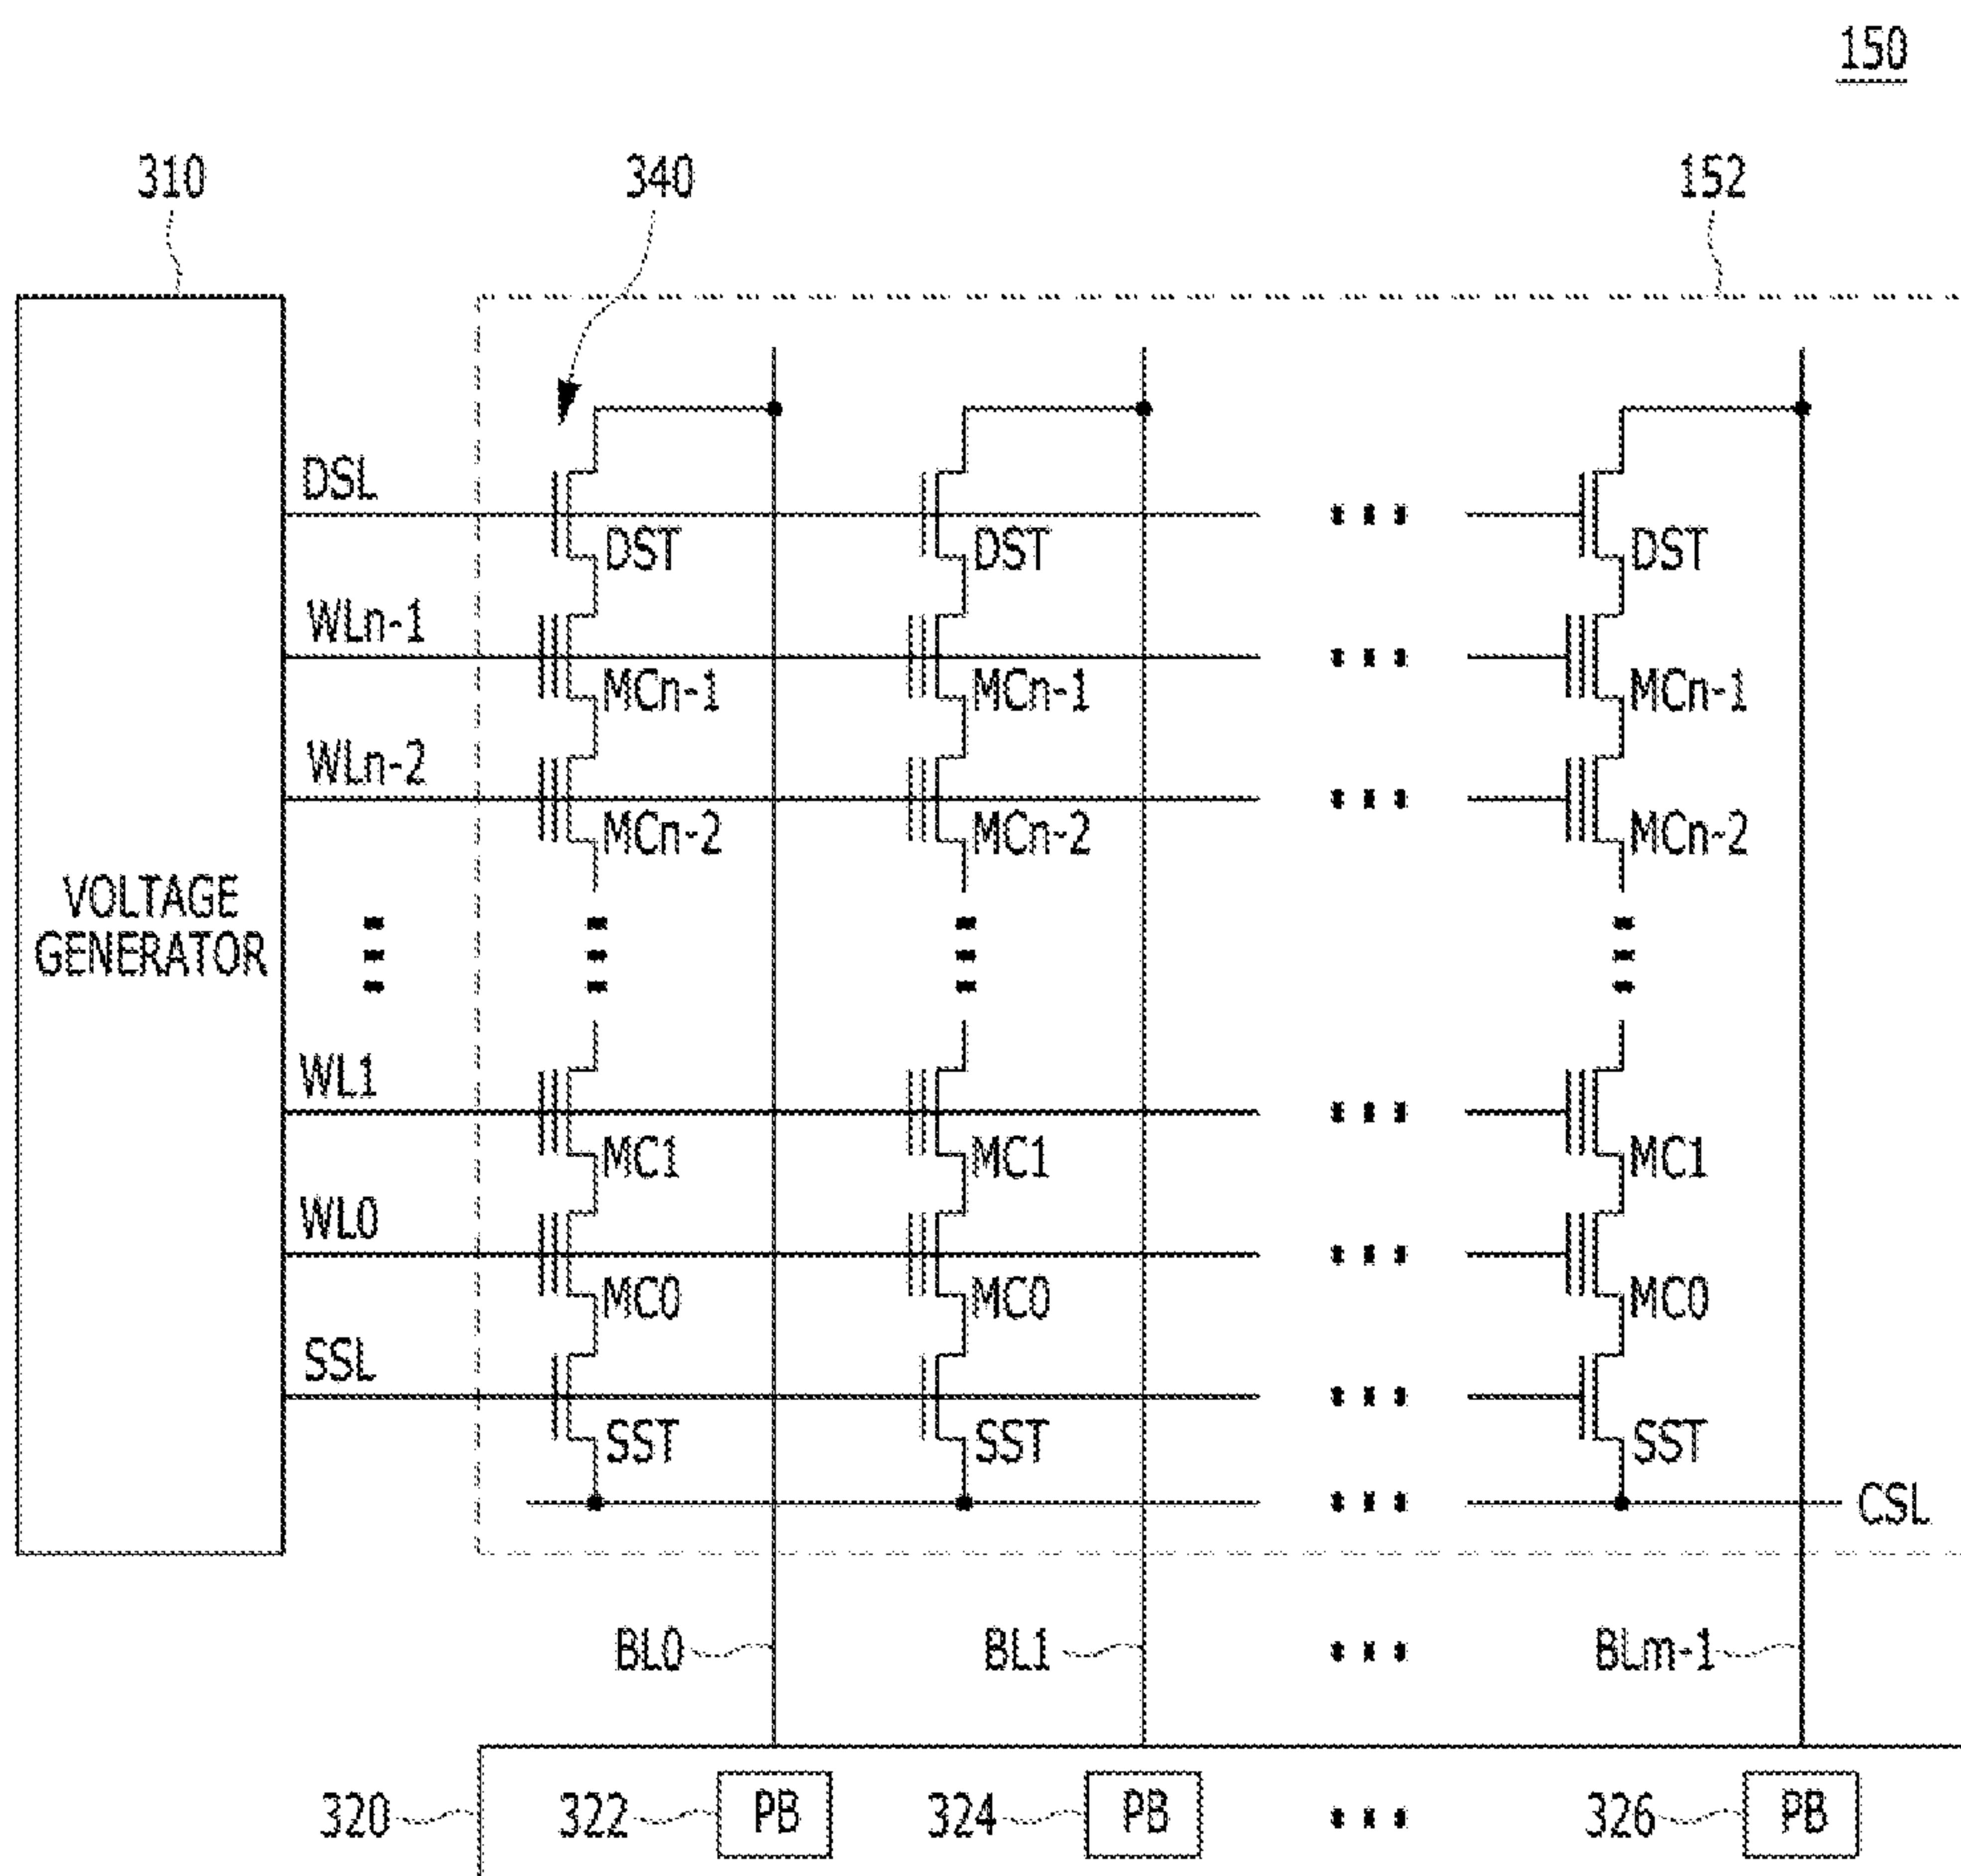 150
310 340 152
DSL
DST DST DST
WLn-1
MCn-1 MCn-1 MCn-1
WLn-2
MCn-2 MCn-2 MCn-2
VOLTAGE
GENERATOR
WL1
MC1 MC1 MC1
WL0
MC0 MC0 MC0
SSL
SST SST SST
CSL
BL0 BL1 BLm-1
320 322 PB 324 PB 326 PB